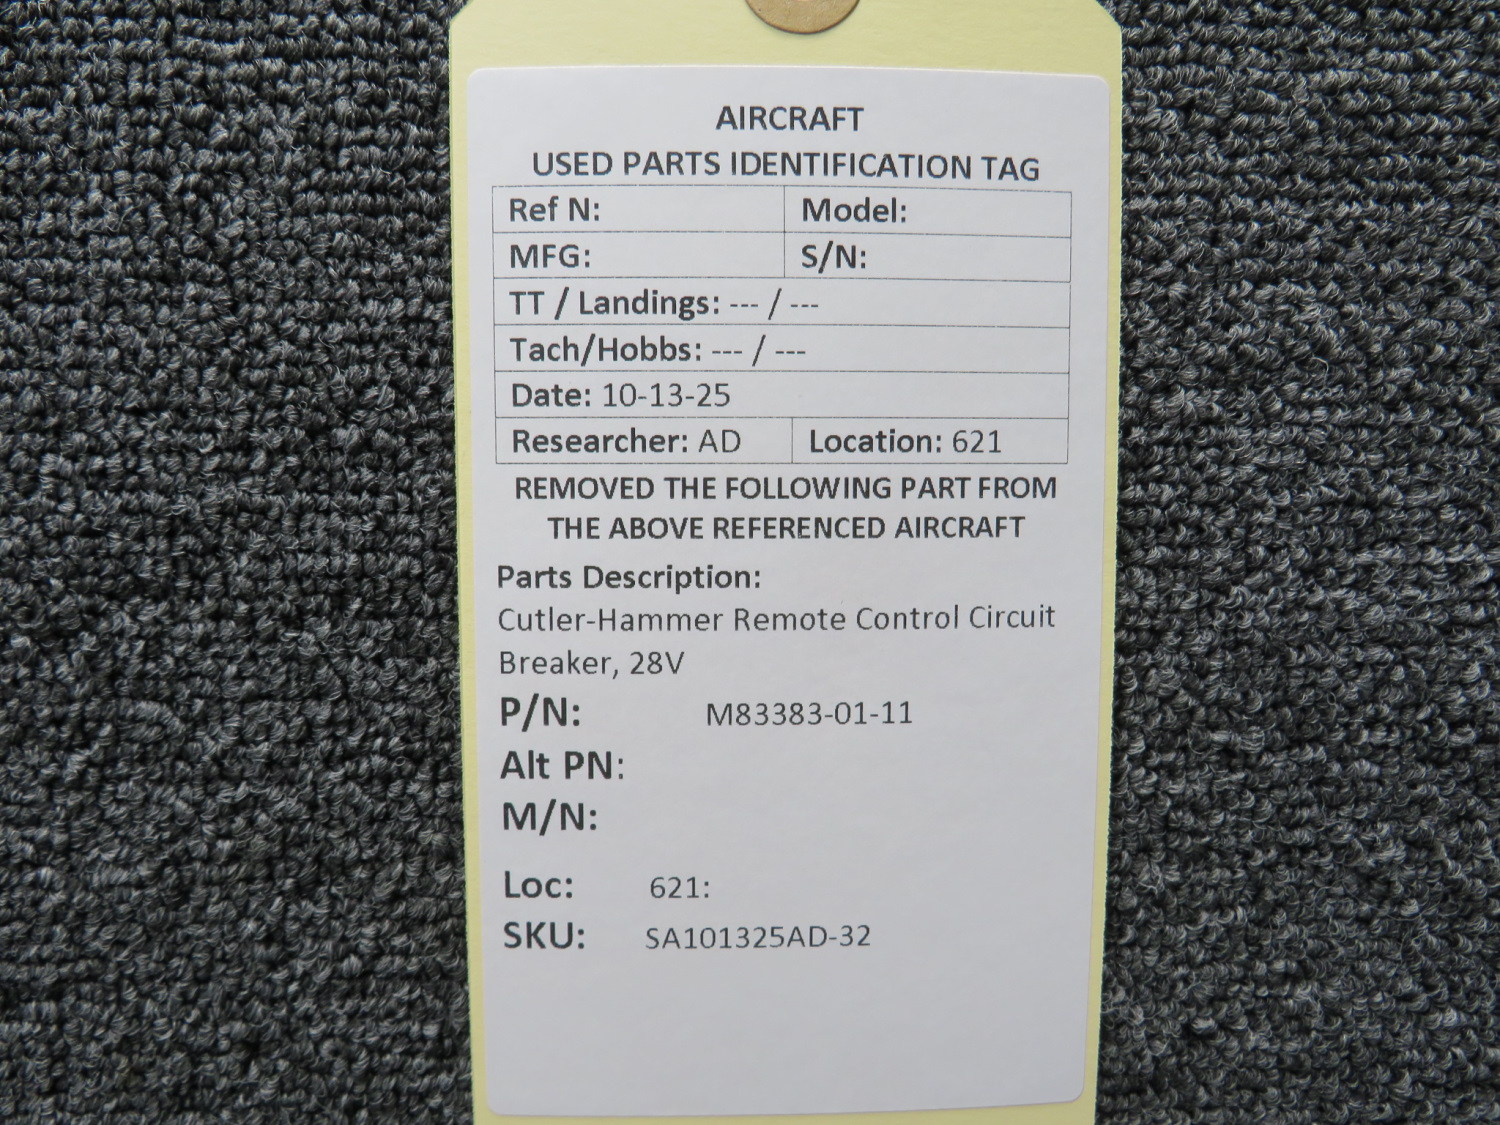 AIRCRAFT
USED PARTS IDENTIFICATION TAG
Ref N: Model:
MFG: S/N:
TT / Landings: --- / ---
Tach/Hobbs: --- / ---
Date: 10-13-25
Researcher: AD Location: 621
REMOVED THE FOLLOWING PART FROM
THE ABOVE REFERENCED AIRCRAFT
Parts Description:
Cutler-Hammer Remote Control Circuit
Breaker, 28V
P/N: M83383-01-11
Alt PN:
M/N:
Loc: 621:
SKU: SA101325AD-32